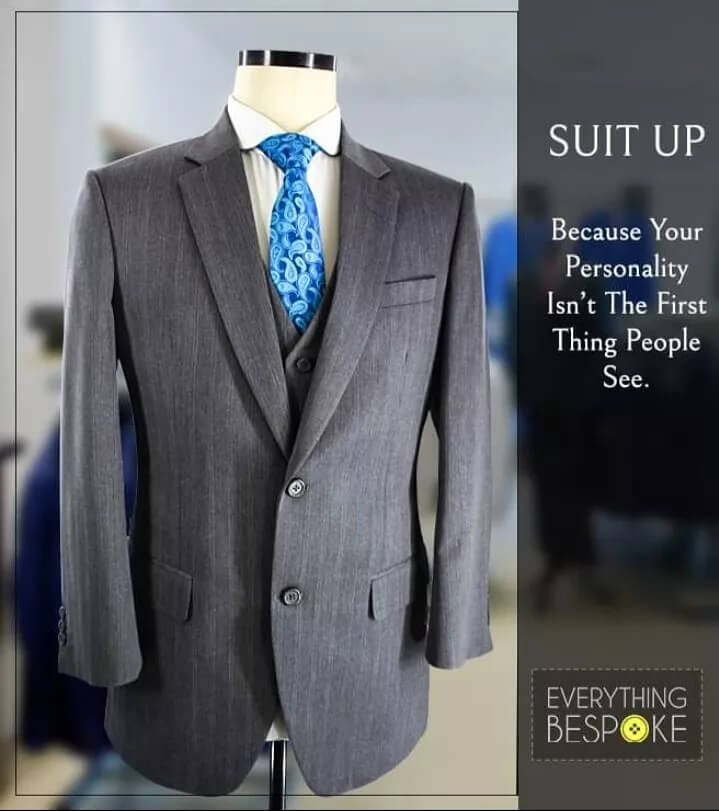 SUIT UP
Because Your
Personality
Isn't The First
Thing People
See.
EVERYTHING
BESPOKE